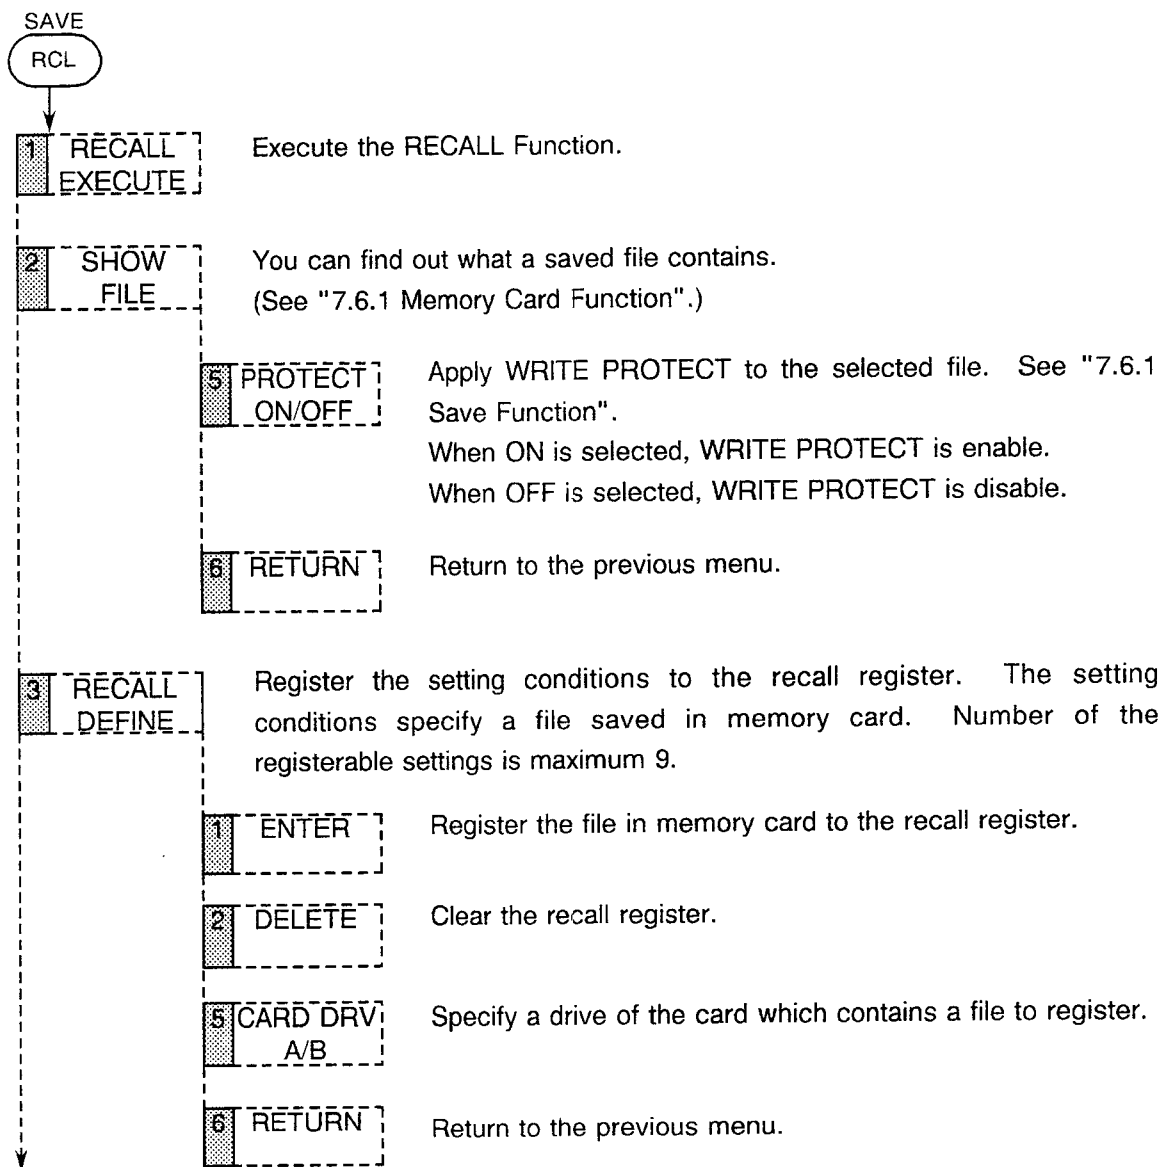 SAVE
RCL
1 RECALL
EXECUTE
Execute the RECALL Function.
2 SHOW
FILE
You can find out what a saved file contains.
(See "7.6.1 Memory Card Function".)
5 PROTECT
ON/OFF
Apply WRITE PROTECT to the selected file. See "7.6.1
Save Function".
When ON is selected, WRITE PROTECT is enable.
When OFF is selected, WRITE PROTECT is disable.
6 RETURN
Return to the previous menu.
3 RECALL
DEFINE
Register the setting conditions to the recall register. The setting
conditions specify a file saved in memory card. Number of the
registerable settings is maximum 9.
1 ENTER
Register the file in memory card to the recall register.
2 DELETE
Clear the recall register.
5 CARD DRV
A/B
Specify a drive of the card which contains a file to register.
6 RETURN
Return to the previous menu.